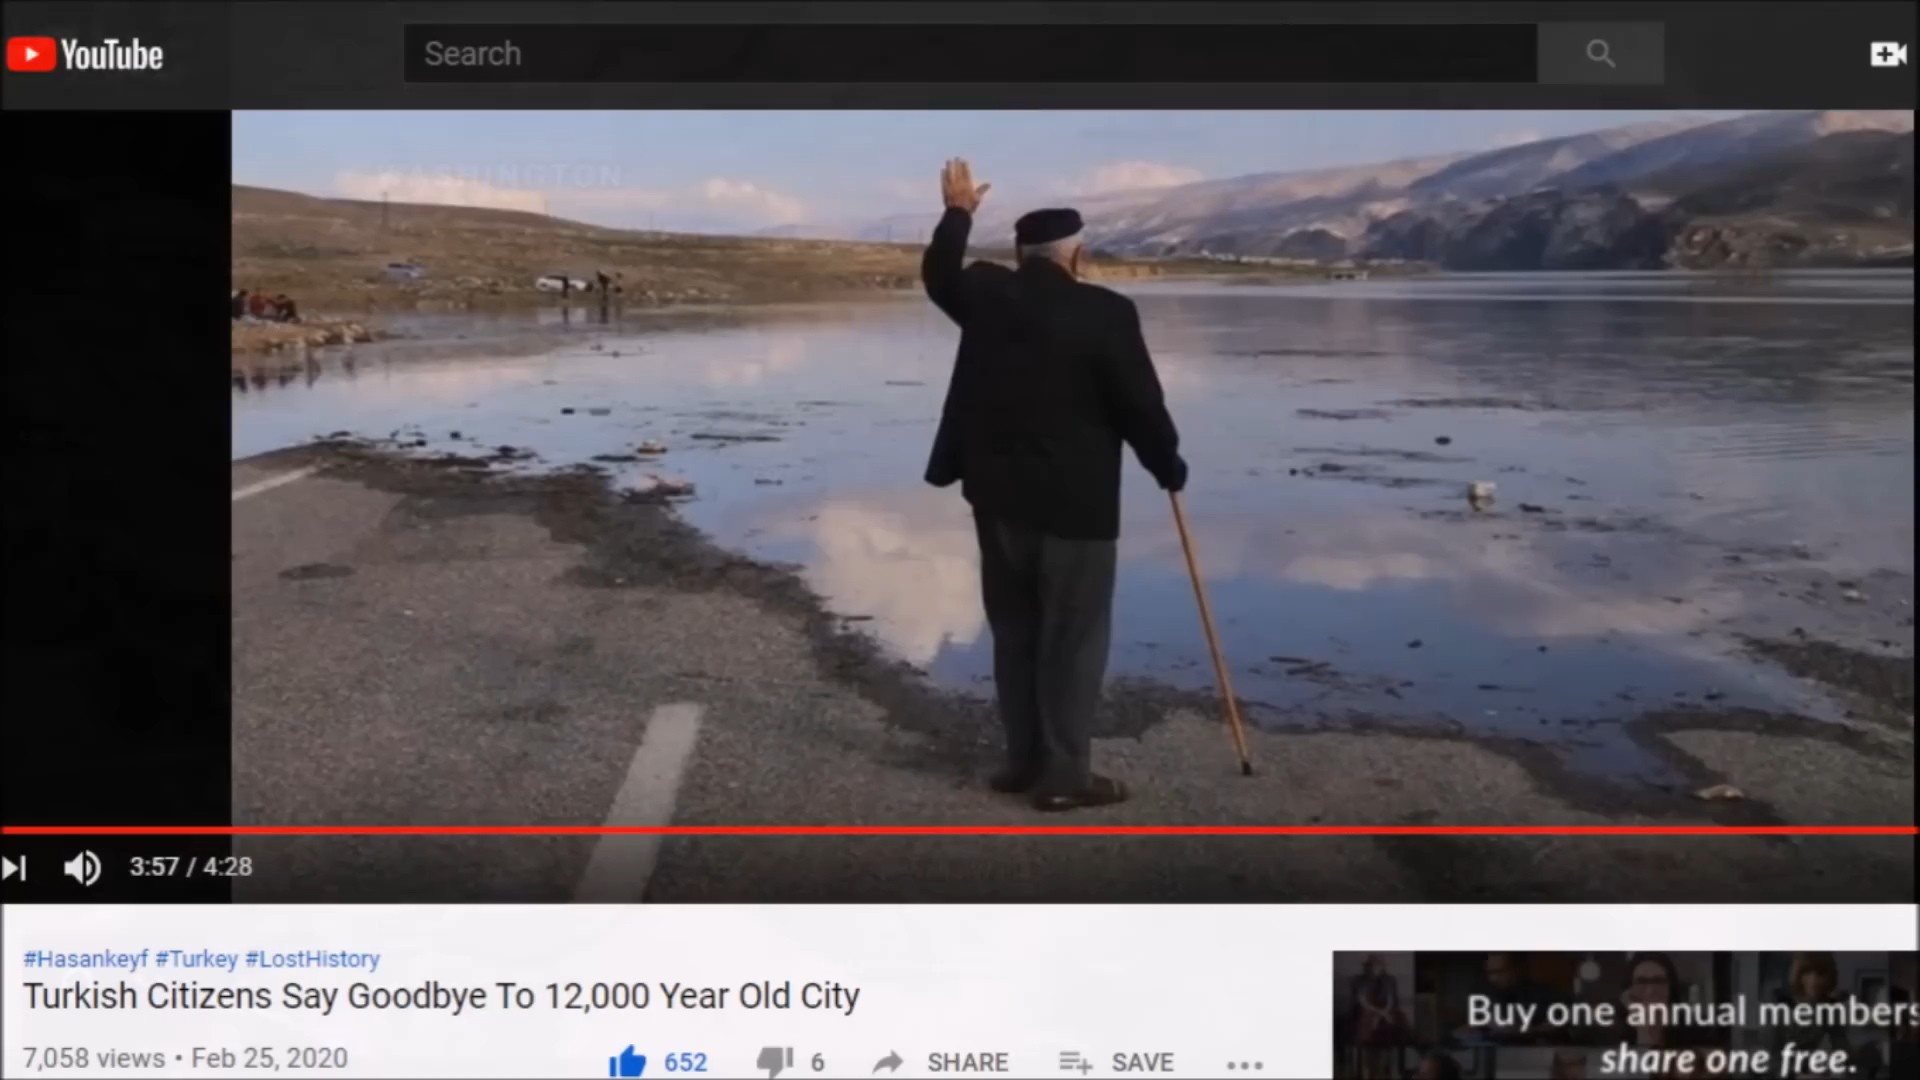 YouTube
Search
WASHINGTON
3:57 / 4:28
#Hasankeyf #Turkey #LostHistory
Turkish Citizens Say Goodbye To 12,000 Year Old City
7,058 views • Feb 25, 2020
652
6
SHARE
SAVE
Buy one annual members
share one free.